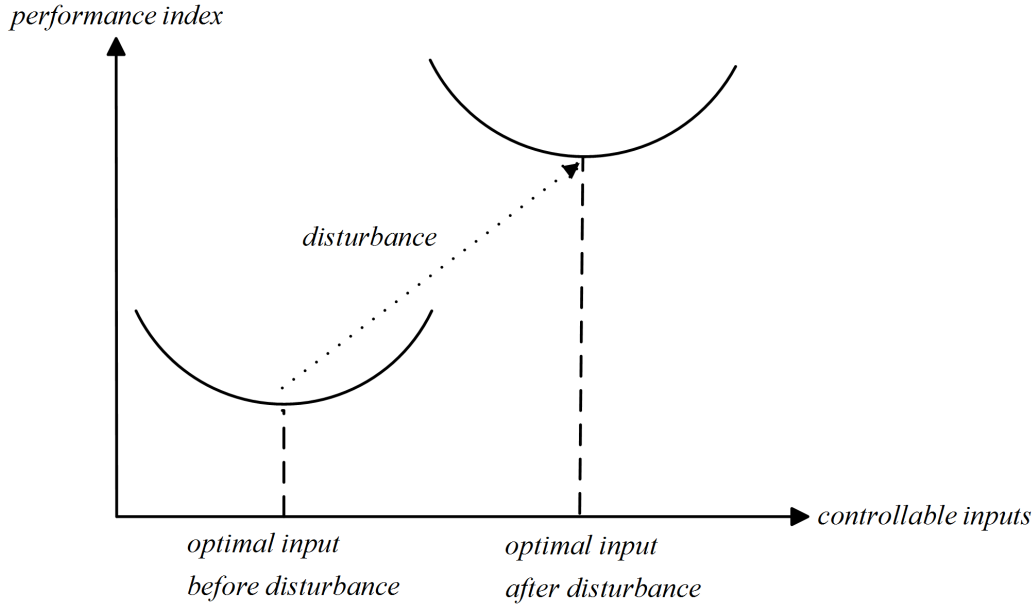 performance index
disturbance
controllable inputs
optimal input
before disturbance
optimal input
after disturbance